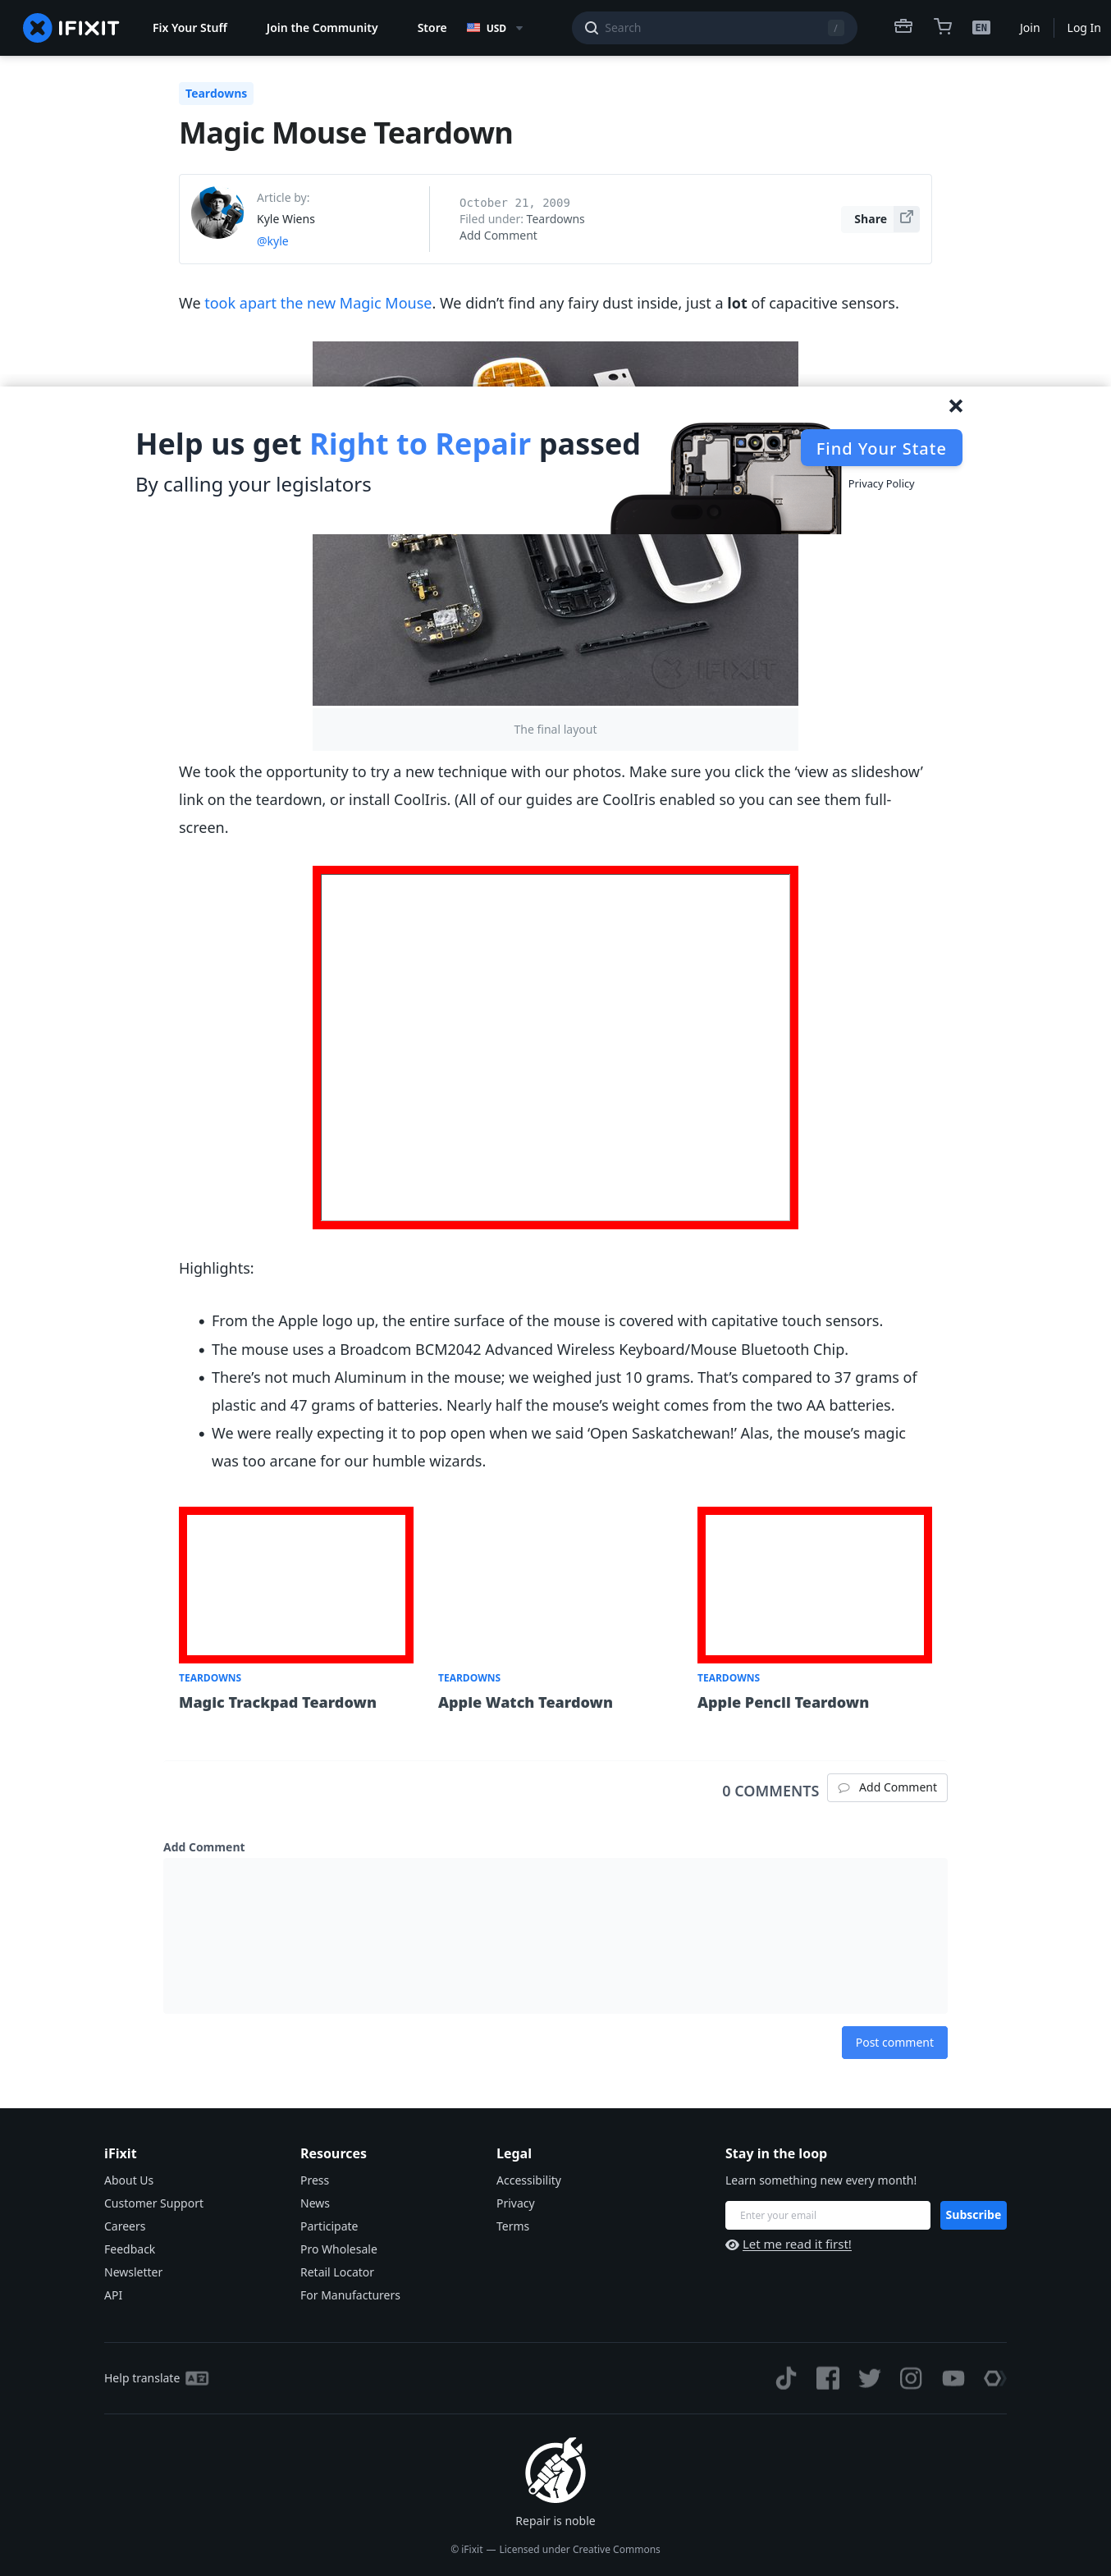 IFIXIT
Fix Your Stuff
Join the Community
Store
USD
Search
/
EN
Join
Log In
Teardowns
Magic Mouse Teardown
Article by:
Kyle Wiens
@kyle
October 21, 2009
Filed under: Teardowns
Add Comment
Share
We took apart the new Magic Mouse. We didn’t find any fairy dust inside, just a lot of capacitive sensors.
Help us get Right to Repair passed
By calling your legislators
Find Your State
Privacy Policy
IFIXIT
The final layout
We took the opportunity to try a new technique with our photos. Make sure you click the ‘view as slideshow’
link on the teardown, or install CoolIris. (All of our guides are CoolIris enabled so you can see them full-
screen.
Highlights:
• From the Apple logo up, the entire surface of the mouse is covered with capitative touch sensors.
• The mouse uses a Broadcom BCM2042 Advanced Wireless Keyboard/Mouse Bluetooth Chip.
• There’s not much Aluminum in the mouse; we weighed just 10 grams. That’s compared to 37 grams of
plastic and 47 grams of batteries. Nearly half the mouse’s weight comes from the two AA batteries.
• We were really expecting it to pop open when we said ‘Open Saskatchewan!’ Alas, the mouse’s magic
was too arcane for our humble wizards.
TEARDOWNS
Magic Trackpad Teardown
TEARDOWNS
Apple Watch Teardown
TEARDOWNS
Apple Pencil Teardown
0 COMMENTS
Add Comment
Add Comment
Post comment
iFixit
About Us
Customer Support
Careers
Feedback
Newsletter
API
Resources
Press
News
Participate
Pro Wholesale
Retail Locator
For Manufacturers
Legal
Accessibility
Privacy
Terms
Stay in the loop
Learn something new every month!
Enter your email
Subscribe
Let me read it first!
Help translate
Repair is noble
© iFixit — Licensed under Creative Commons